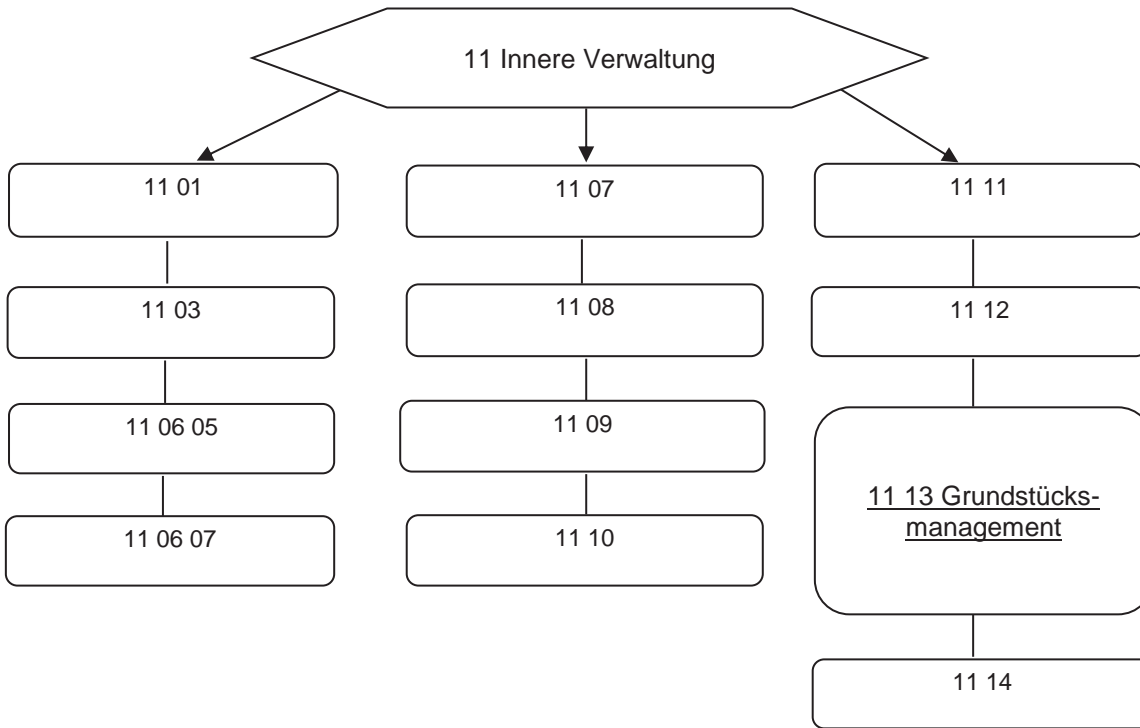 11 Innere Verwaltung
11 01
11 03
11 06 05
11 06 07
11 07
11 08
11 09
11 10
11 11
11 12
11 13 Grundstücks-
management
11 14